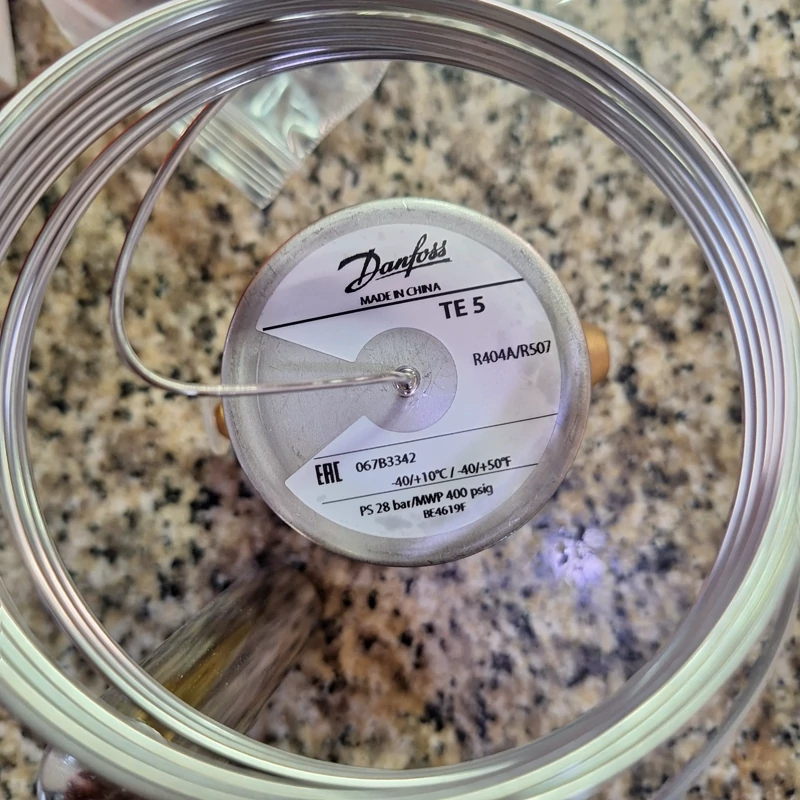 Danfoss
MADE IN CHINA
TE 5
R404A/R507
EAC 067B3342
-40/+10°C / -40/+50°F
PS 28 bar/MWP 400 psig
BE4619F